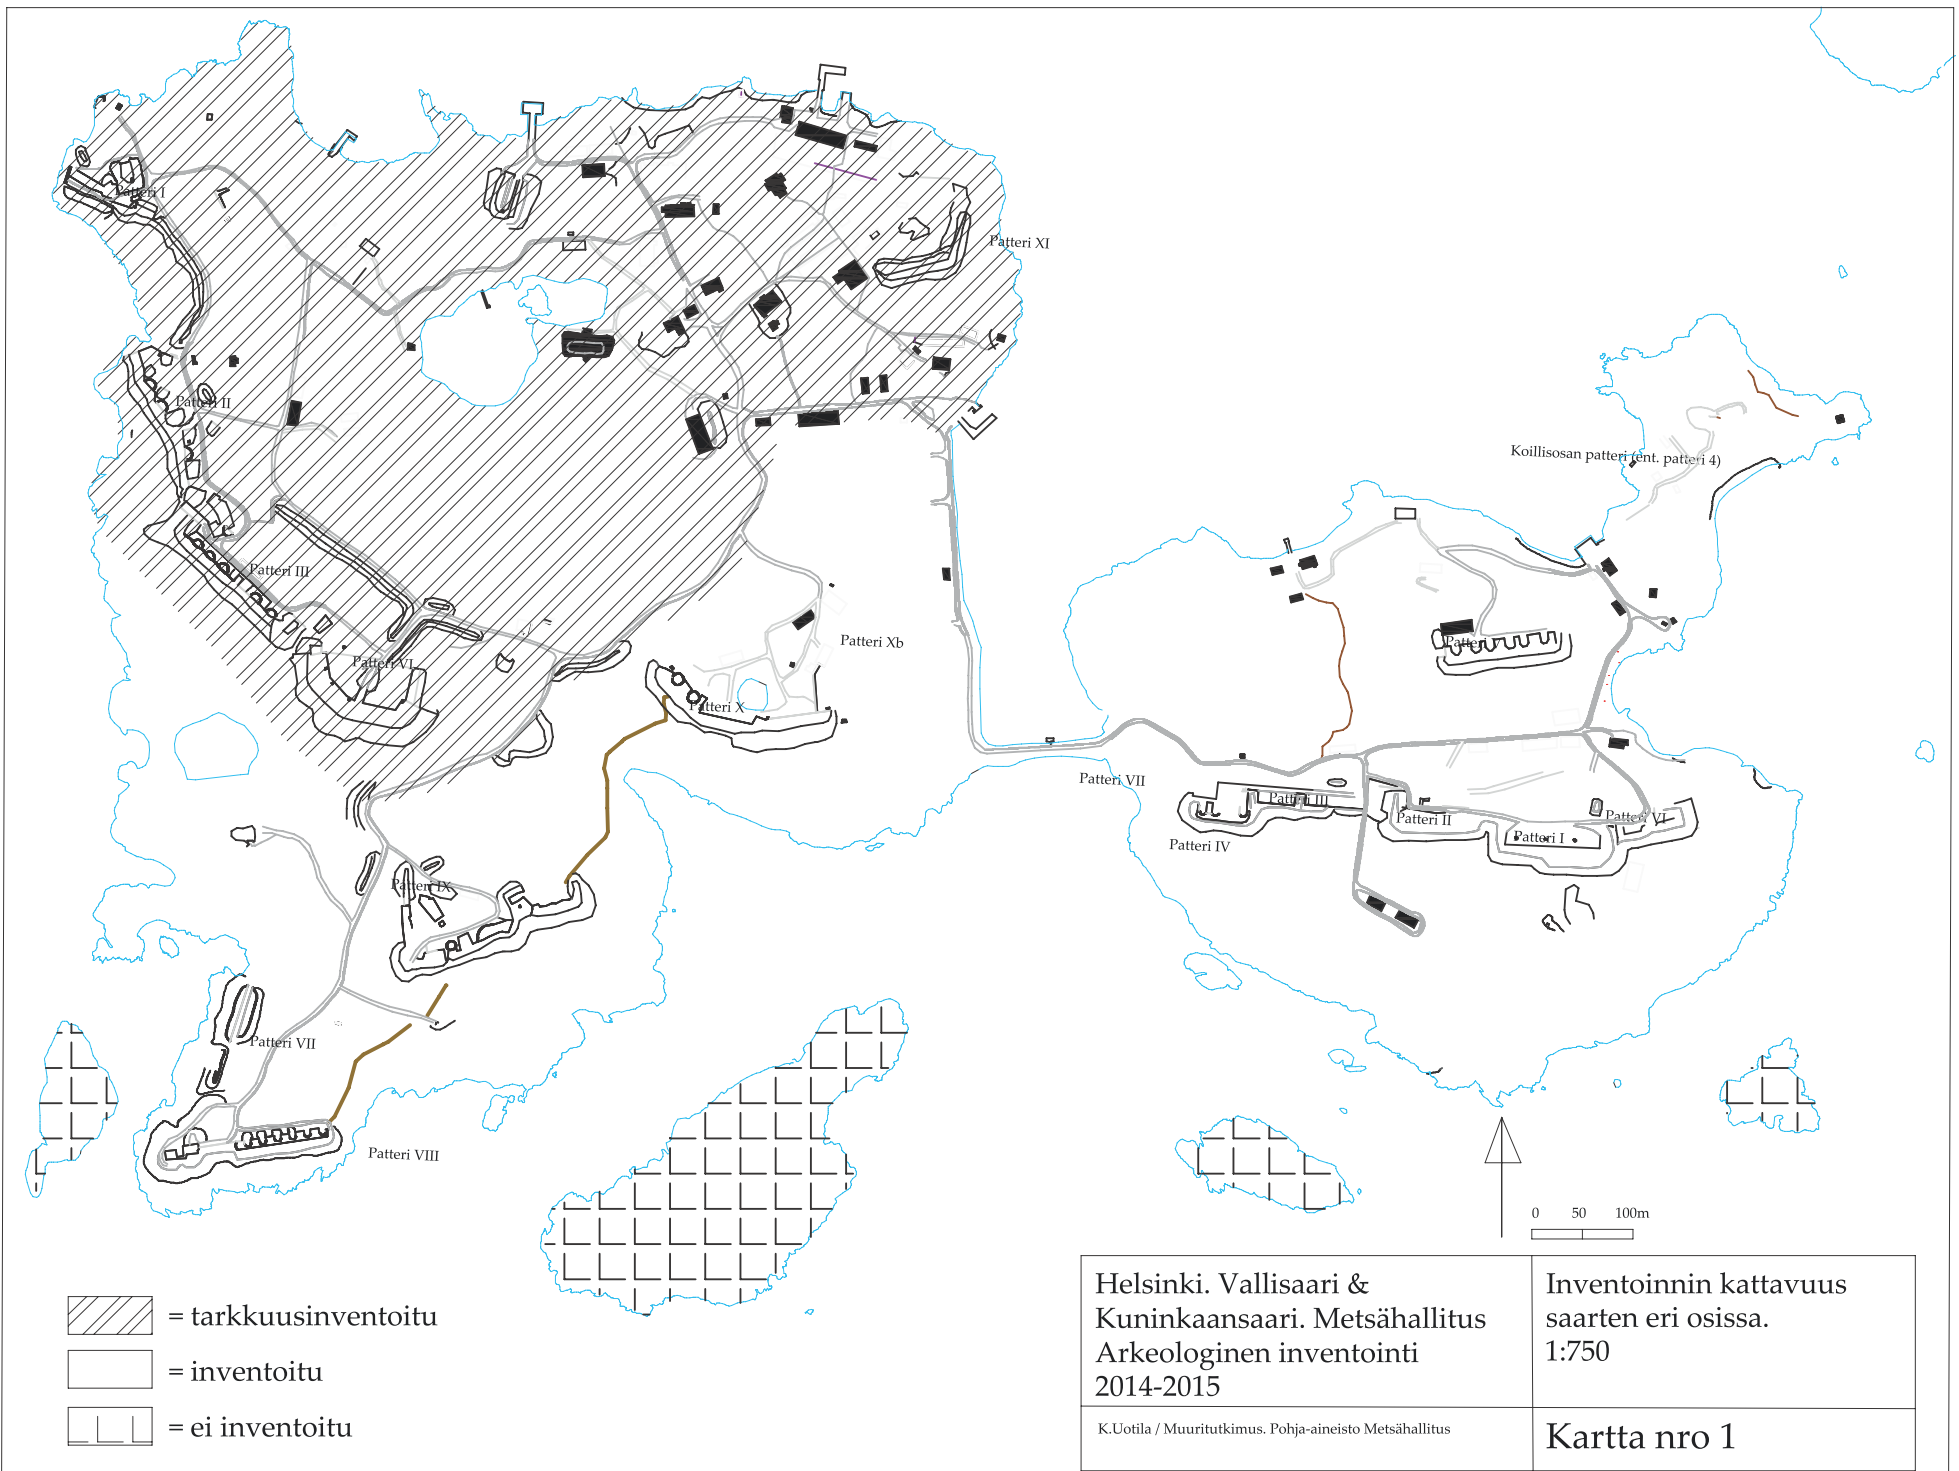 Patteri I
Patteri XI
Patteri II
Koillisosan patteri (ent. patteri 4)
Patteri III
Patteri Xb
Patteri
Patteri VI
Patteri X
Patteri VII
Patteri III
Patteri II
Patteri VI
Patteri I
Patteri IV
Patteri IX
Patteri VII
Patteri VIII
0 50 100m
= tarkkuusinventoitu
= inventoitu
= ei inventoitu
Helsinki. Vallisaari &
Kuninkaansaari. Metsähallitus
Arkeologinen inventointi
2014-2015
Inventoinnin kattavuus
saarten eri osissa.
1:750
K.Uotila / Muuritutkimus. Pohja-aineisto Metsähallitus
Kartta nro 1